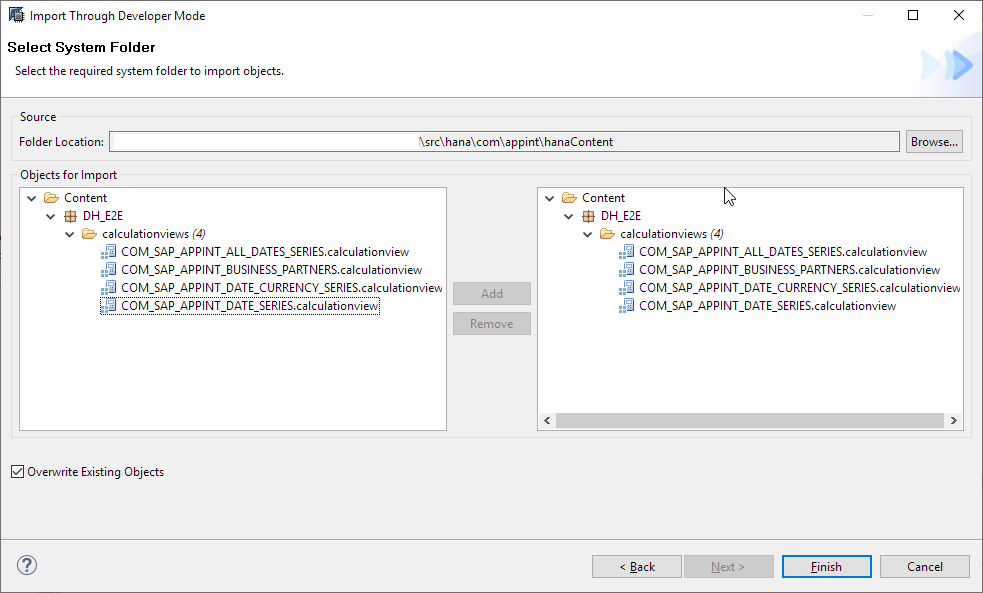 Import Through Developer Mode
Select System Folder
Select the required system folder to import objects.
Source
Folder Location: \src\hana\com\appint\hanaContent Browse...
Objects for Import
Content
DH_E2E
calculationviews (4)
COM_SAP_APPINT_ALL_DATES_SERIES.calculationview
COM_SAP_APPINT_BUSINESS_PARTNERS.calculationview
COM_SAP_APPINT_DATE_CURRENCY_SERIES.calculationview
COM_SAP_APPINT_DATE_SERIES.calculationview
Add
Remove
Content
DH_E2E
calculationviews (4)
COM_SAP_APPINT_ALL_DATES_SERIES.calculationview
COM_SAP_APPINT_BUSINESS_PARTNERS.calculationview
COM_SAP_APPINT_DATE_CURRENCY_SERIES.calculationview
COM_SAP_APPINT_DATE_SERIES.calculationview
Overwrite Existing Objects
? < Back Next > Finish Cancel